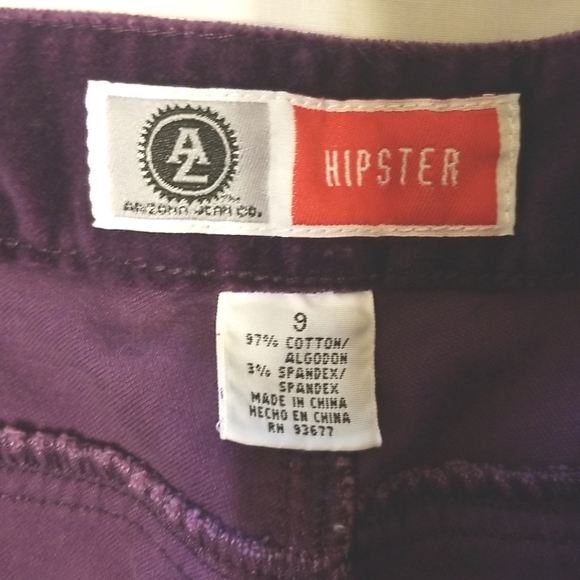 AZ
ARIZONA JEAN CO.
HIPSTER
9
97% COTTON/
ALGODON
3% SPANDEX/
SPANDEX
MADE IN CHINA
HECHO EN CHINA
RN 93677